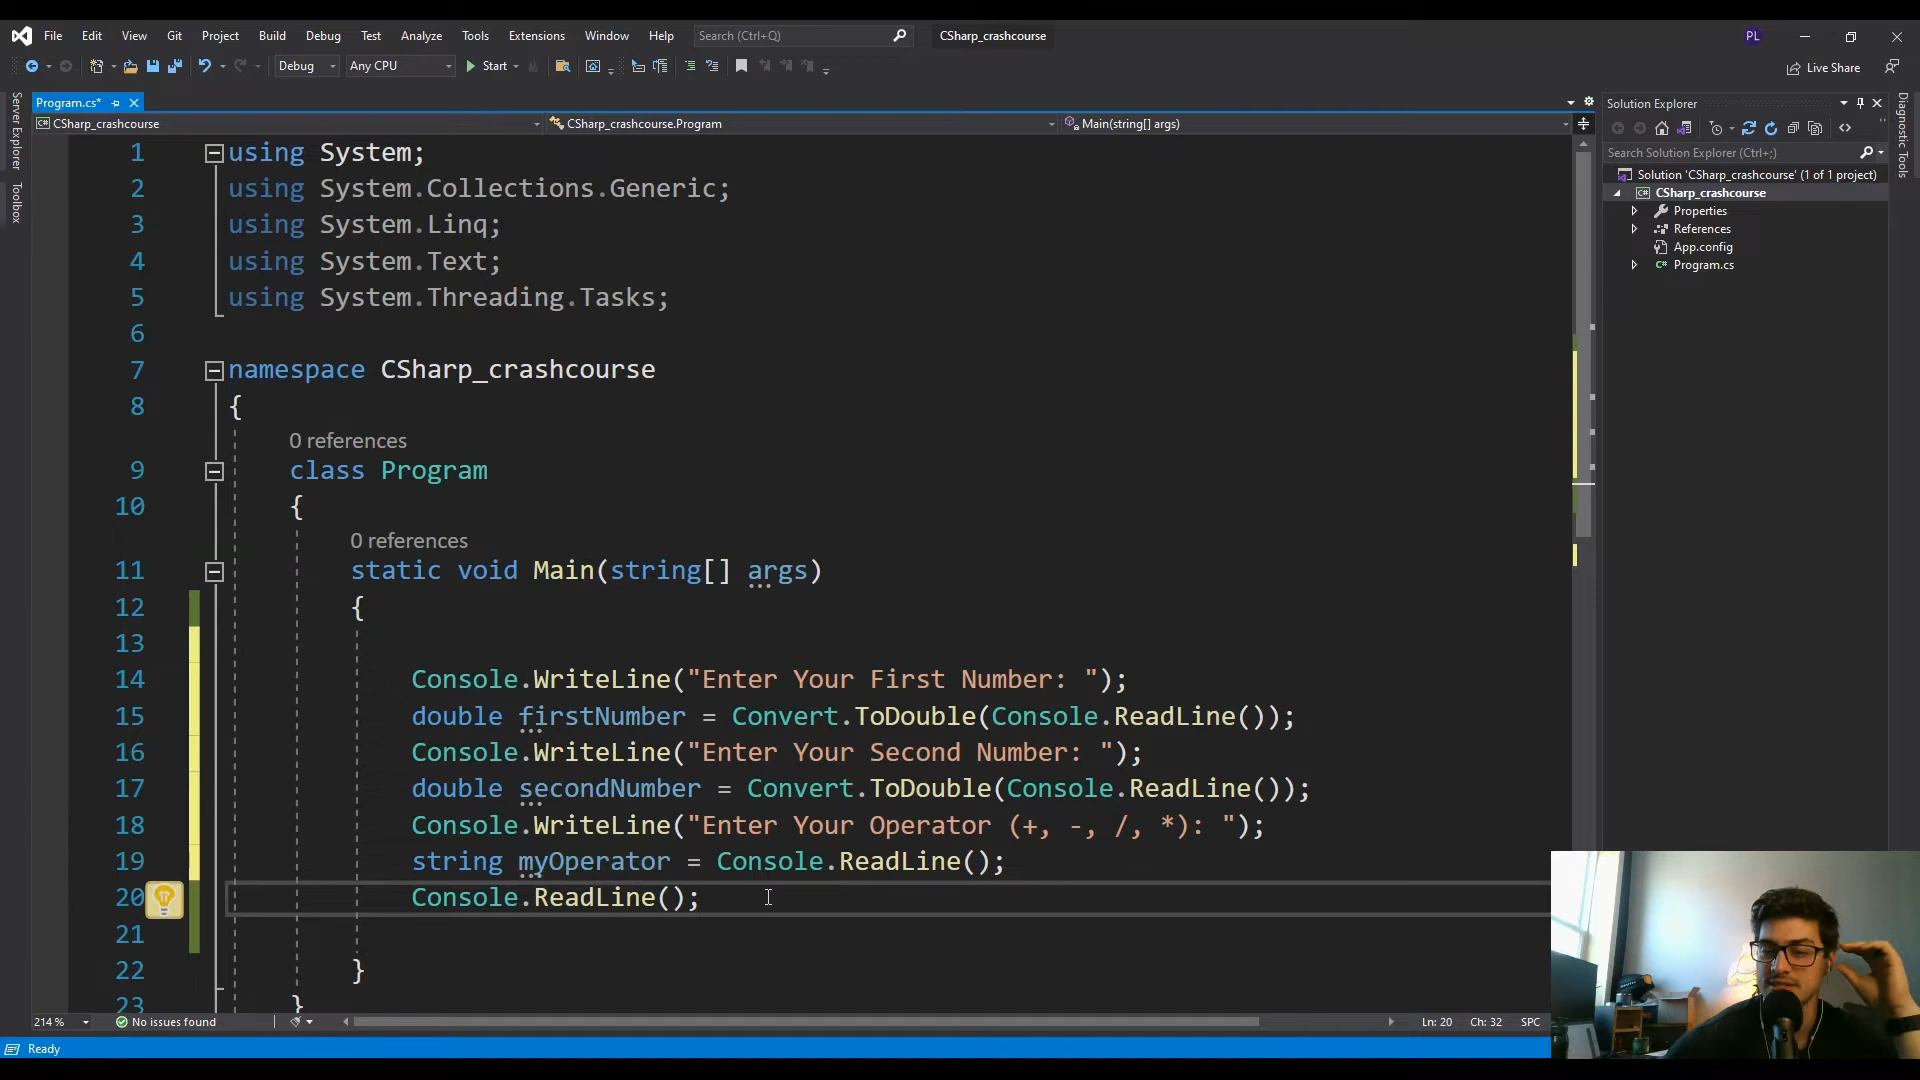 File Edit View Git Project Build Debug Test Analyze Tools Extensions Window Help Search (Ctrl+Q) CSharp_crashcourse PL
Debug Any CPU Start Live Share
Program.cs*
CSharp_crashcourse CSharp_crashcourse.Program Main(string[] args)
Server Explorer
Toolbox
1 using System;
2 using System.Collections.Generic;
3 using System.Linq;
4 using System.Text;
5 using System.Threading.Tasks;
6
7 namespace CSharp_crashcourse
8 {
0 references
9 class Program
10 {
0 references
11 static void Main(string[] args)
12 {
13
14 Console.WriteLine("Enter Your First Number: ");
15 double firstNumber = Convert.ToDouble(Console.ReadLine());
16 Console.WriteLine("Enter Your Second Number: ");
17 double secondNumber = Convert.ToDouble(Console.ReadLine());
18 Console.WriteLine("Enter Your Operator (+, -, /, *): ");
19 string myOperator = Console.ReadLine();
20 Console.ReadLine();
21
22 }
23 }
214 % No issues found Ln: 20 Ch: 32 SPC
Ready
Solution Explorer
Search Solution Explorer (Ctrl+;)
Solution 'CSharp_crashcourse' (1 of 1 project)
C# CSharp_crashcourse
Properties
References
App.config
C# Program.cs
Diagnostic Tools